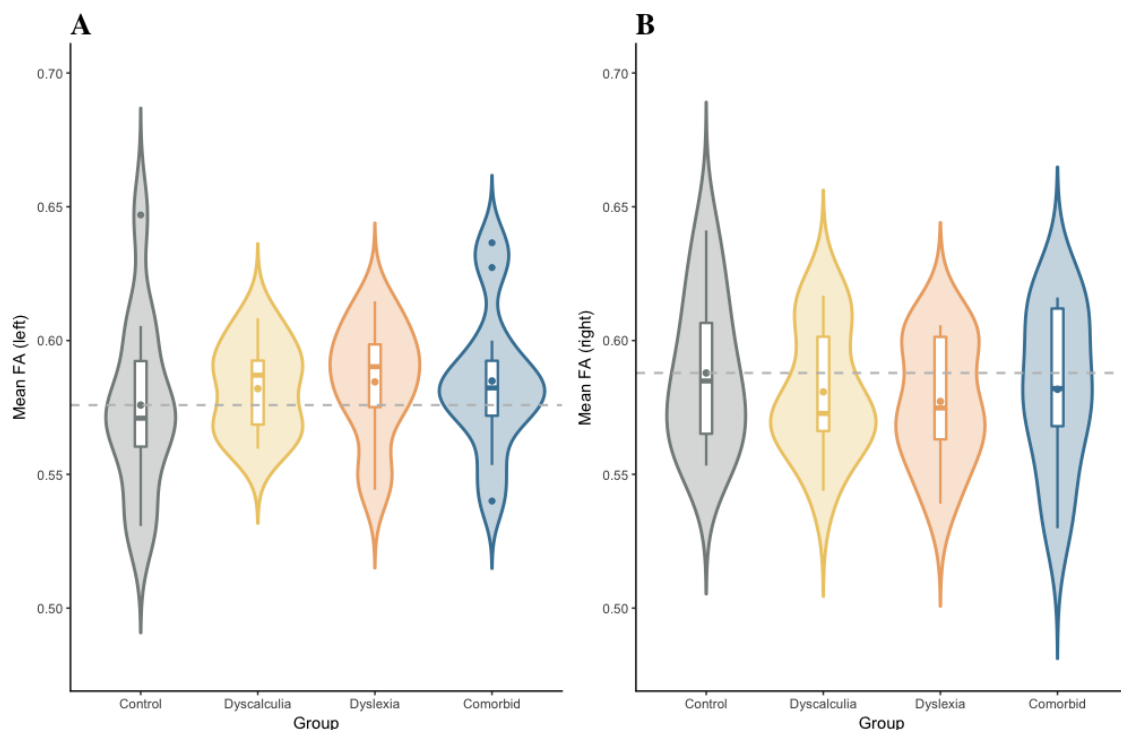 A
Mean FA (left)
0.70
0.65
0.60
0.55
0.50
Control Dyscalculia Dyslexia Comorbid
Group
B
Mean FA (right)
0.70
0.65
0.60
0.55
0.50
Control Dyscalculia Dyslexia Comorbid
Group